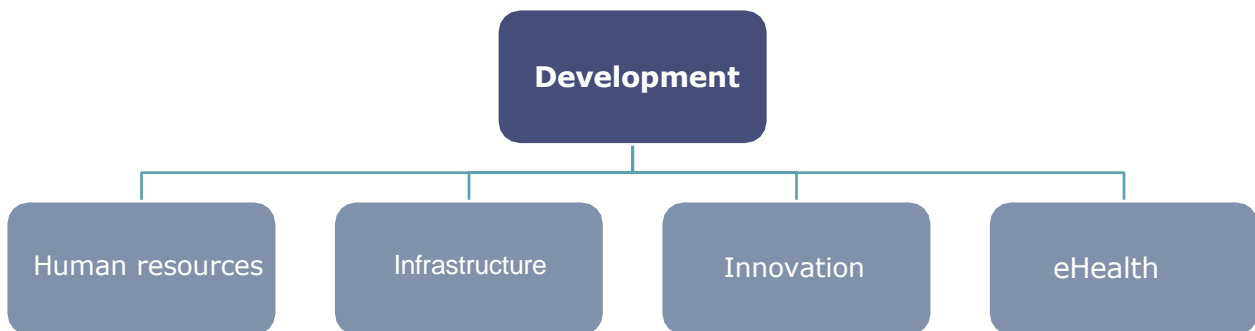 Development
Human resources
Infrastructure
Innovation
eHealth